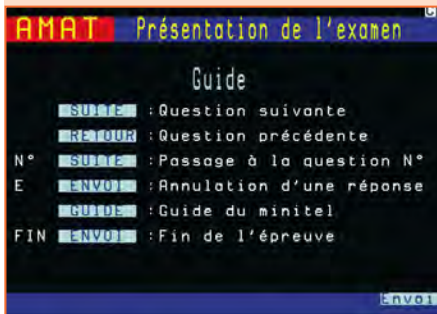 C
AMAT Présentation de l'examen
Guide
SUITE :Question suivante
RETOUR :Question précédente
N° SUITE :Passage à la question N°
E ENVOI :Annulation d'une réponse
GUIDE :Guide du minitel
FIN ENVOI :Fin de l'épreuve
Envoi